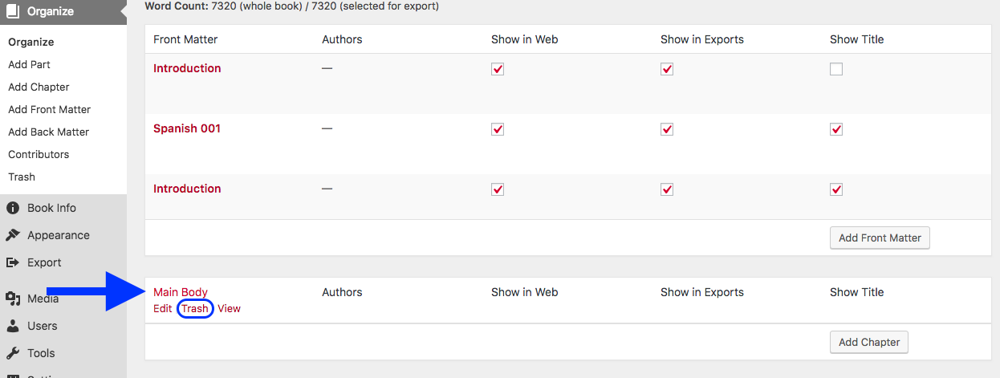 Organize
Organize
Add Part
Add Chapter
Add Front Matter
Add Back Matter
Contributors
Trash
Book Info
Appearance
Export
Media
Users
Tools
Word Count: 7320 (whole book) / 7320 (selected for export)
Front Matter Authors Show in Web Show in Exports Show Title
Introduction —
Spanish 001 —
Introduction —
Add Front Matter
Main Body Authors Show in Web Show in Exports Show Title
Edit Trash View
Add Chapter